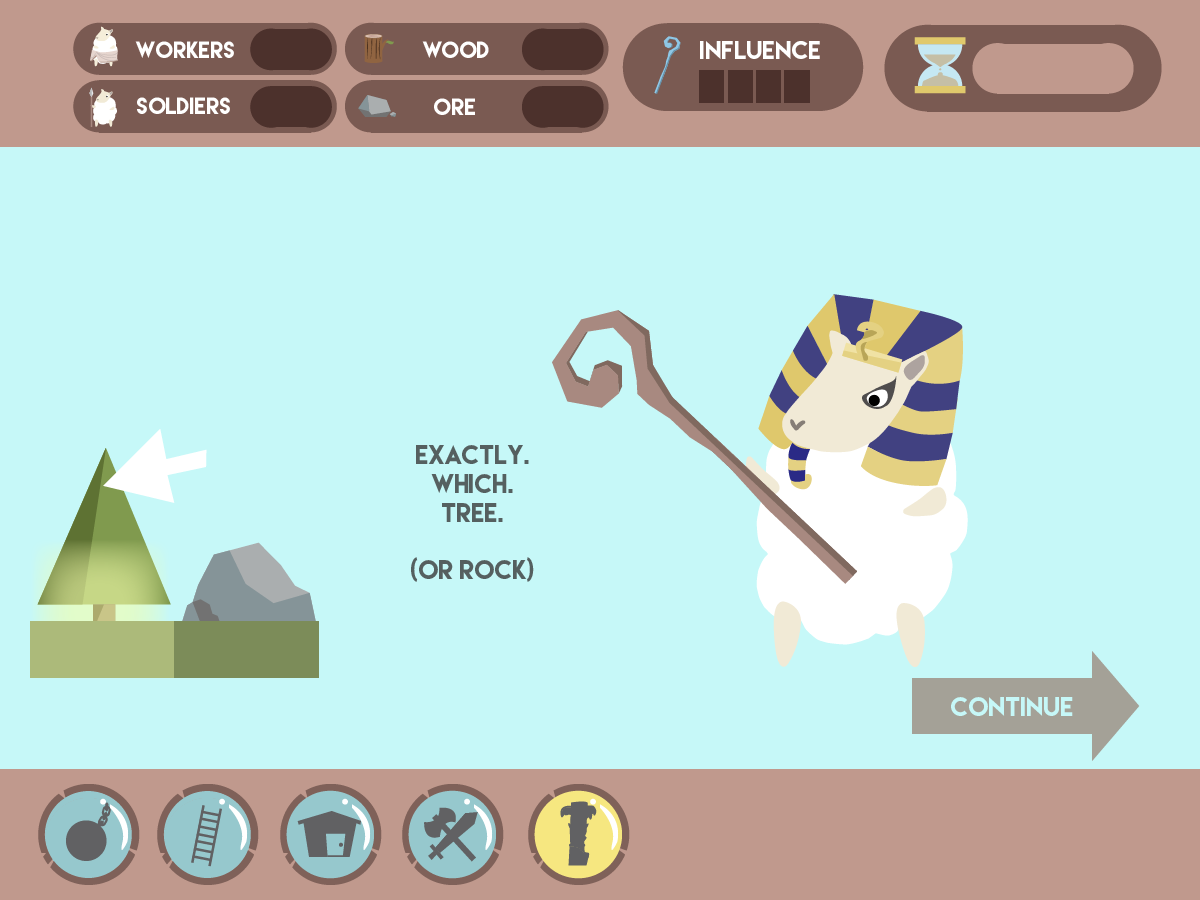 WORKERS
WOOD
INFLUENCE
SOLDIERS
ORE
EXACTLY.
WHICH.
TREE.
(OR ROCK)
CONTINUE